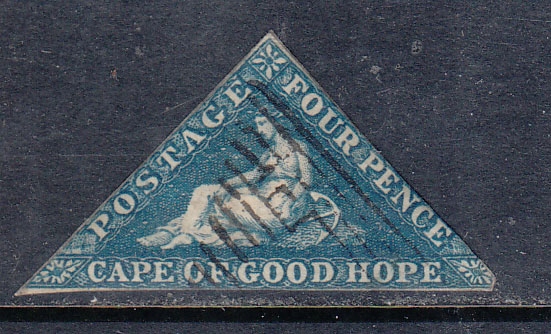 POSTAGE
FOUR PENCE
CAPE OF GOOD HOPE